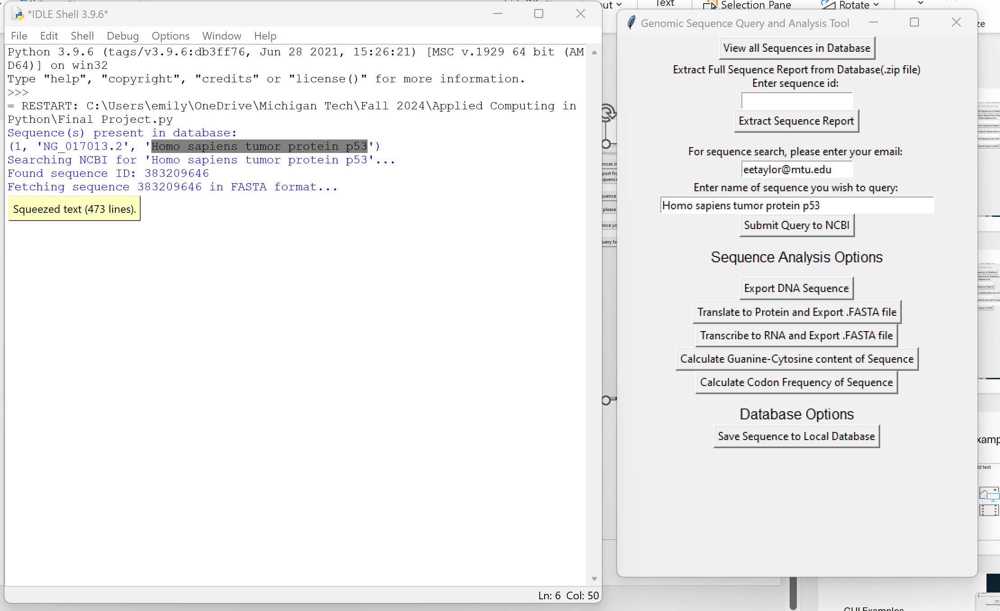 *IDLE Shell 3.9.6*
File Edit Shell Debug Options Window Help
Python 3.9.6 (tags/v3.9.6:db3ff76, Jun 28 2021, 15:26:21) [MSC v.1929 64 bit (AM
D64)] on win32
Type "help", "copyright", "credits" or "license()" for more information.
>>>
= RESTART: C:\Users\emily\OneDrive\Michigan Tech\Fall 2024\Applied Computing in
Python\Final Project.py
Sequence(s) present in database:
(1, 'NG_017013.2', 'Homo sapiens tumor protein p53')
Searching NCBI for 'Homo sapiens tumor protein p53'...
Found sequence ID: 383209646
Fetching sequence 383209646 in FASTA format...
Squeezed text (473 lines).
Ln: 6 Col: 50
Text
Selection Pane
Rotate
Genomic Sequence Query and Analysis Tool
View all Sequences in Database
Extract Full Sequence Report from Database(.zip file)
Enter sequence id:
Extract Sequence Report
For sequence search, please enter your email:
eetaylor@mtu.edu
Enter name of sequence you wish to query:
Homo sapiens tumor protein p53
Submit Query to NCBI
Sequence Analysis Options
Export DNA Sequence
Translate to Protein and Export .FASTA file
Transcribe to RNA and Export .FASTA file
Calculate Guanine-Cytosine content of Sequence
Calculate Codon Frequency of Sequence
Database Options
Save Sequence to Local Database
GUI Examples